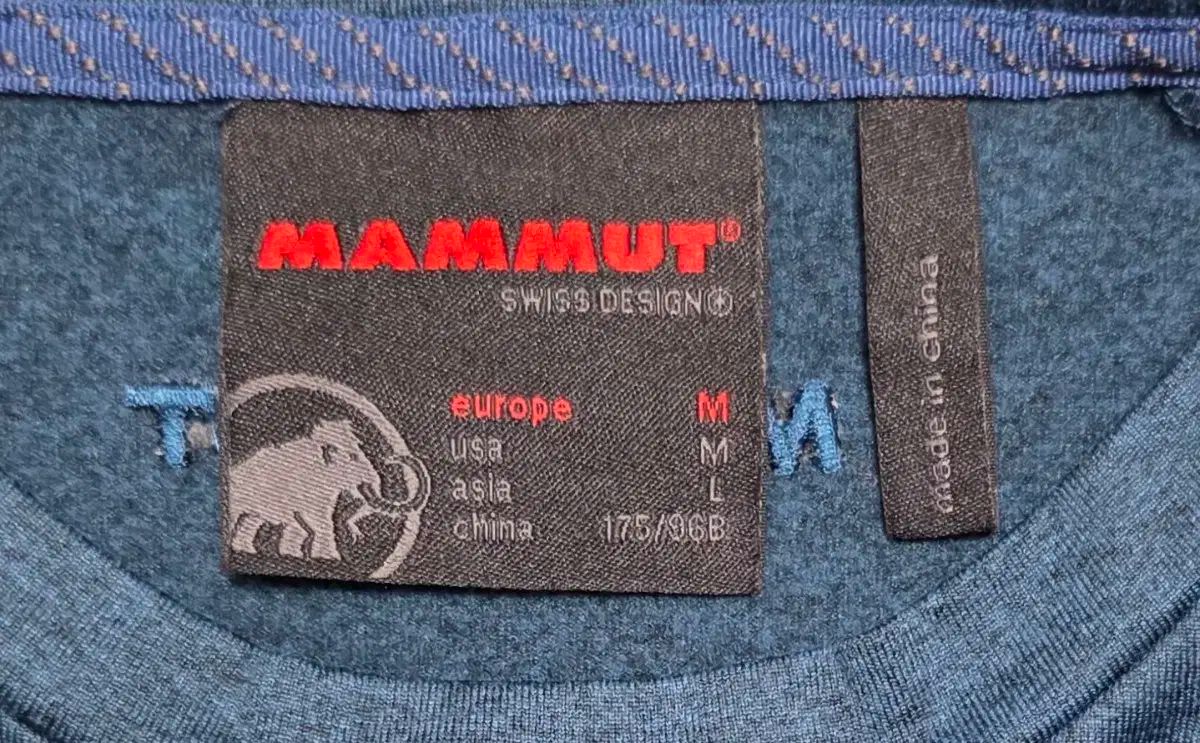 MAMMUT®
SWISS DESIGN
europe M
usa M
asia L
china 175/96B
made in china